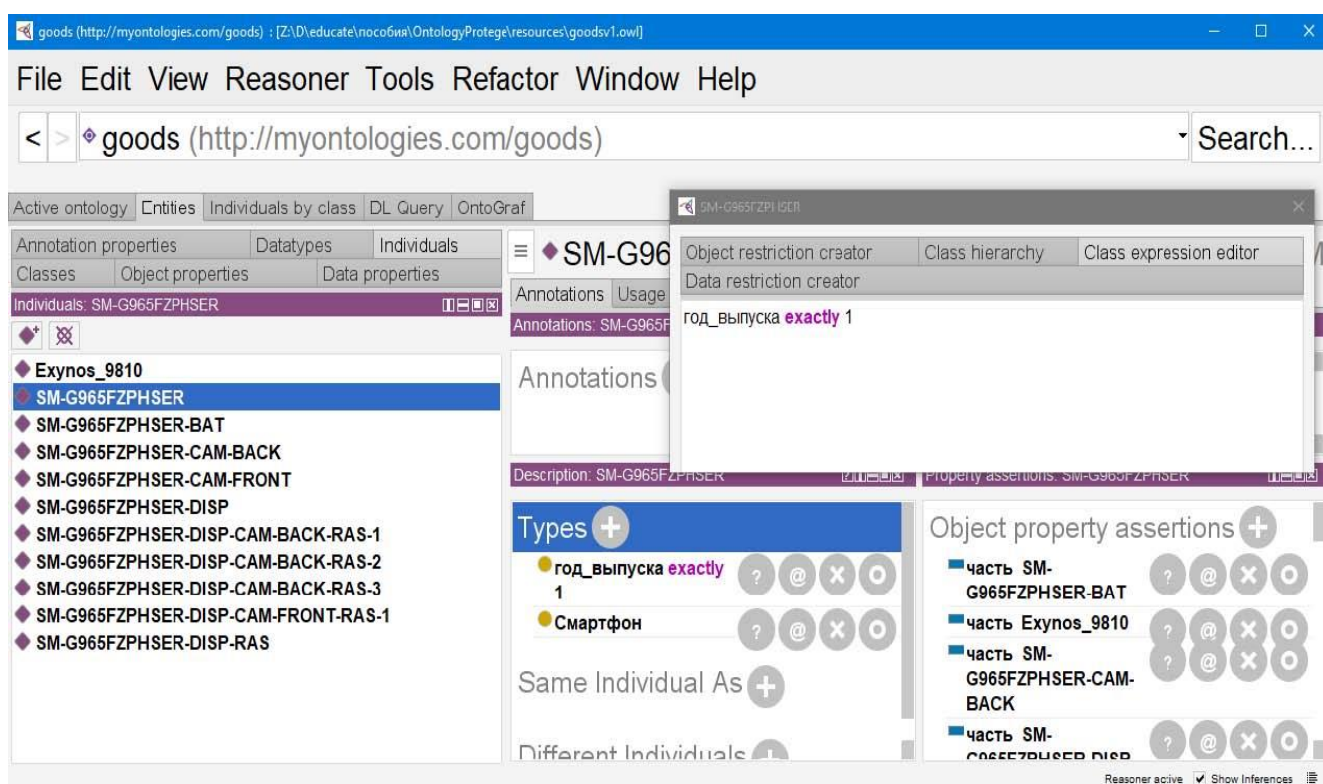 goods (http://myontologies.com/goods) : [Z:\D\educate\пособия\OntologyProtege\resources\goodsv1.owl]
File Edit View Reasoner Tools Refactor Window Help
< > goods (http://myontologies.com/goods) Search...
Active ontology Entities Individuals by class DL Query OntoGraf
Annotation properties Datatypes Individuals
Classes Object properties Data properties
Individuals: SM-G965FZPHSER
Exynos_9810
SM-G965FZPHSER
SM-G965FZPHSER-BAT
SM-G965FZPHSER-CAM-BACK
SM-G965FZPHSER-CAM-FRONT
SM-G965FZPHSER-DISP
SM-G965FZPHSER-DISP-CAM-BACK-RAS-1
SM-G965FZPHSER-DISP-CAM-BACK-RAS-2
SM-G965FZPHSER-DISP-CAM-BACK-RAS-3
SM-G965FZPHSER-DISP-CAM-FRONT-RAS-1
SM-G965FZPHSER-DISP-RAS
SM-G96
Annotations Usage
Annotations: SM-G965F
Annotations
SM-G965FZPHSER
Object restriction creator Class hierarchy Class expression editor
Data restriction creator
год_выпуска exactly 1
Description: SM-G965FZPHSER
Types
год_выпуска exactly
1
Смартфон
Same Individual As
Different Individuals
Property assertions: SM-G965FZPHSER
Object property assertions
часть SM-
G965FZPHSER-BAT
часть Exynos_9810
часть SM-
G965FZPHSER-CAM-
BACK
часть SM-
G965FZPHSER-DISP
Reasoner active Show Inferences